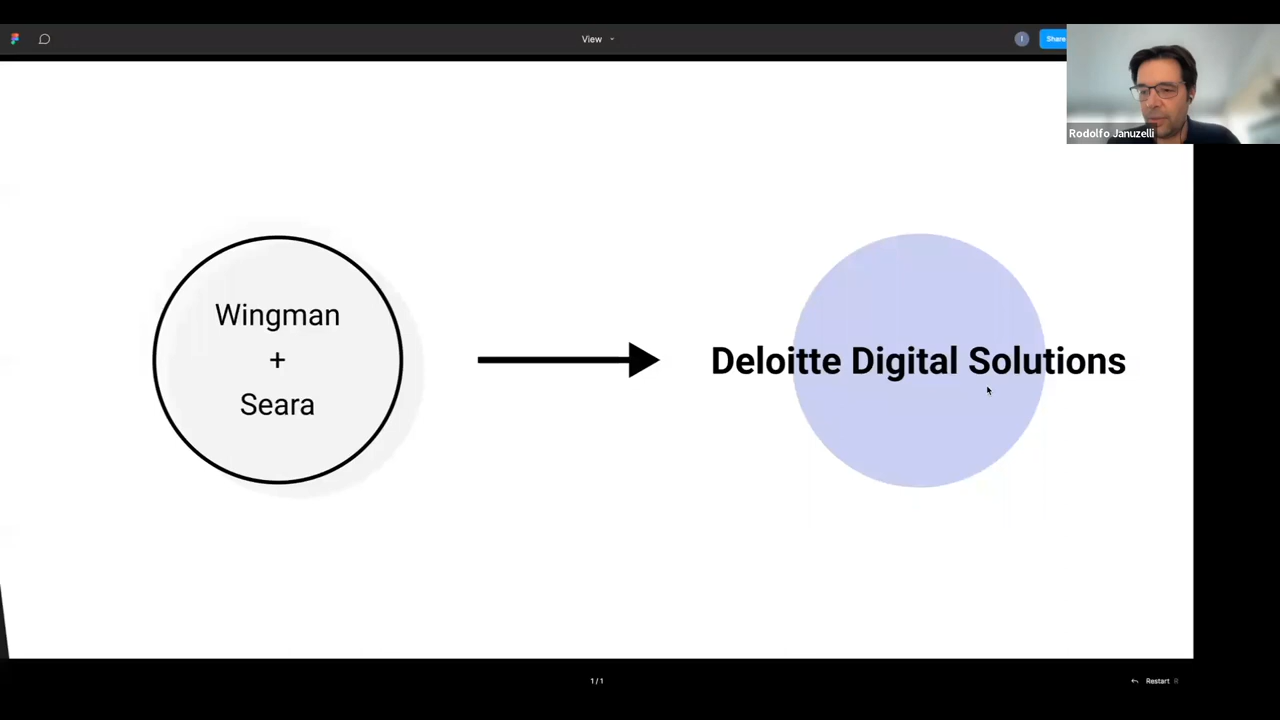 View
Share
Rodolfo Januzelli
Wingman
+
Seara
Deloitte Digital Solutions
1 / 1
Restart